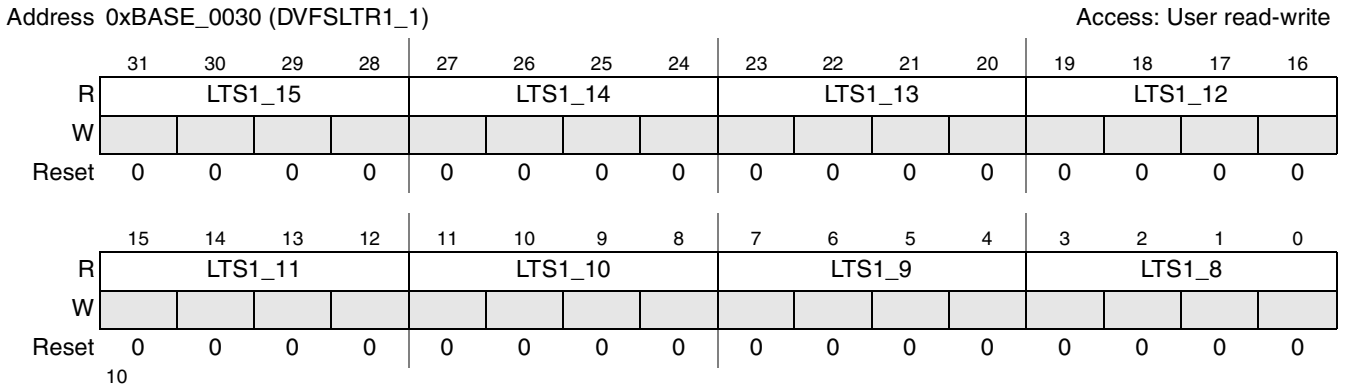 Address 0xBASE_0030 (DVFSLTR1_1) Access: User read-write
31 30 29 28 27 26 25 24 23 22 21 20 19 18 17 16
R LTS1_15 LTS1_14 LTS1_13 LTS1_12
W
Reset 0 0 0 0 0 0 0 0 0 0 0 0 0 0 0 0
15 14 13 12 11 10 9 8 7 6 5 4 3 2 1 0
R LTS1_11 LTS1_10 LTS1_9 LTS1_8
W
Reset 0 0 0 0 0 0 0 0 0 0 0 0 0 0 0 0
10